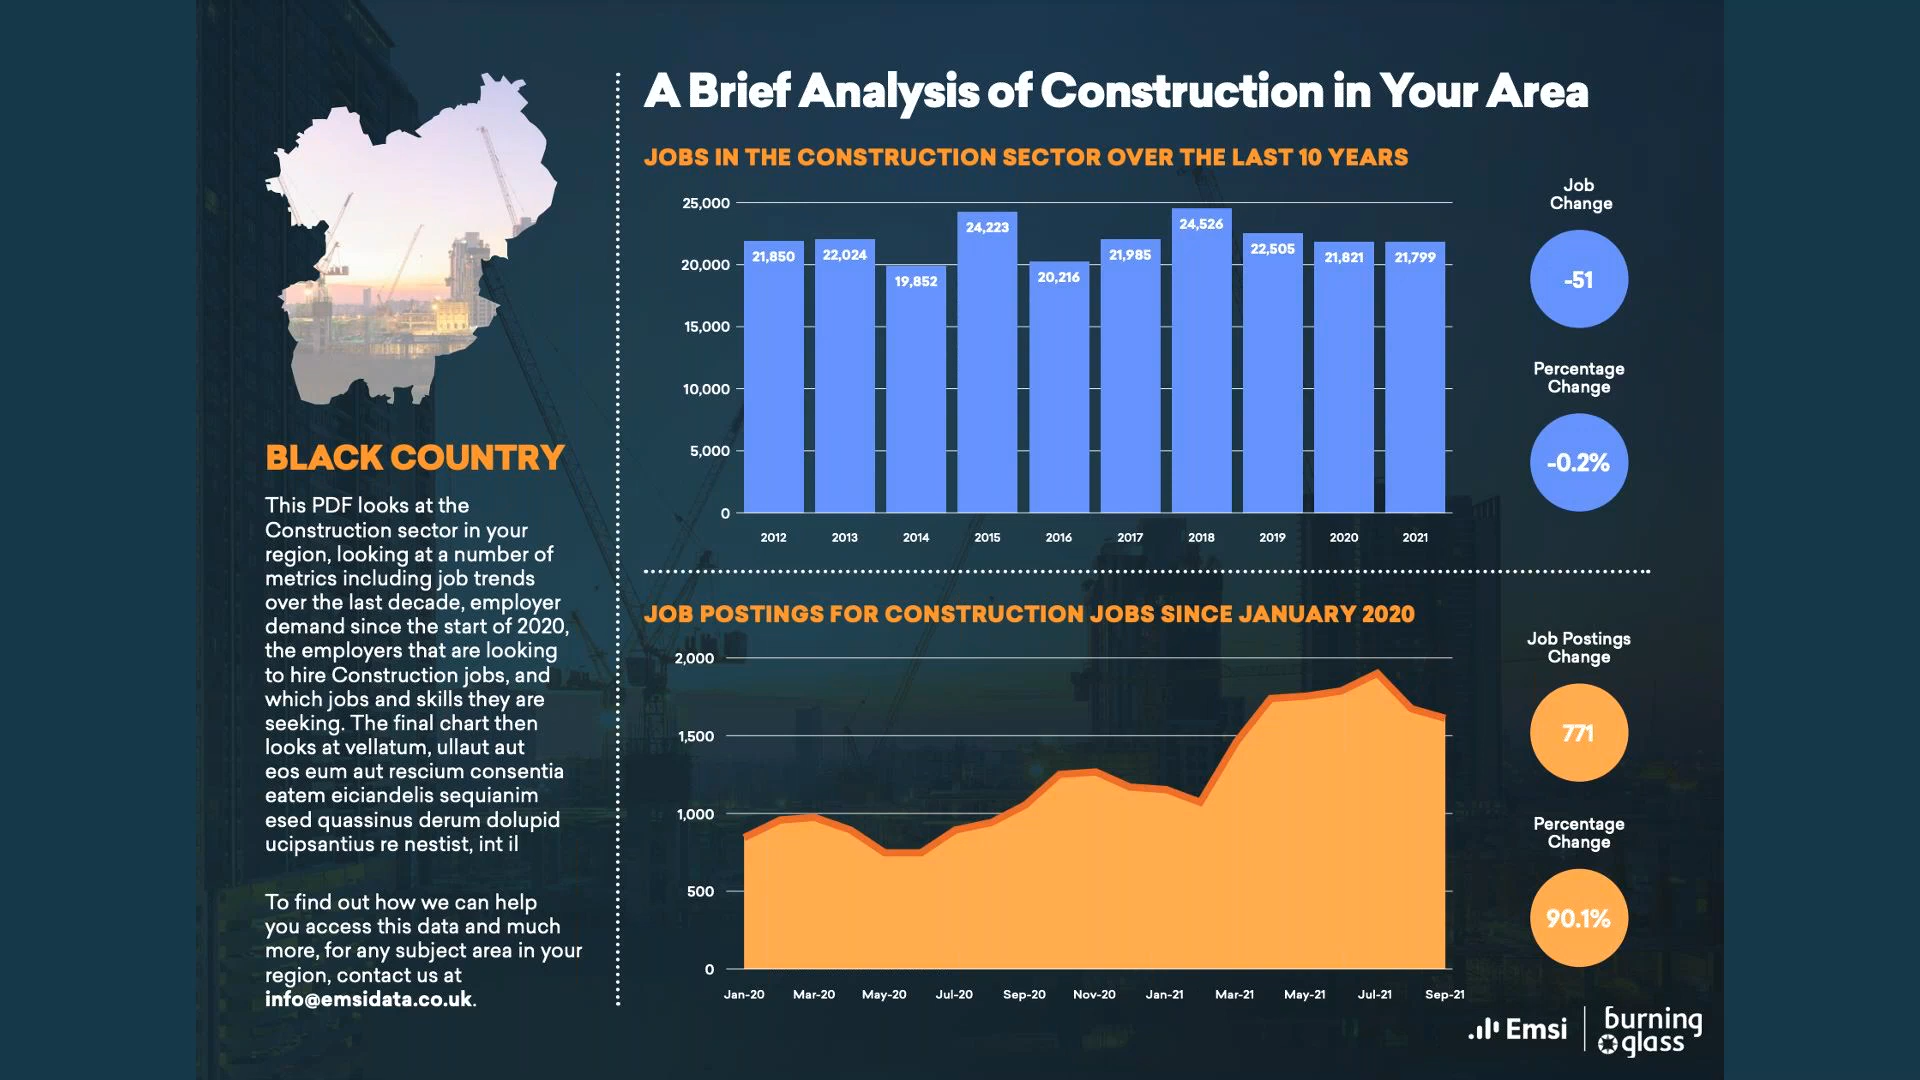 BLACK COUNTRY
This PDF looks at the
Construction sector in your
region, looking at a number of
metrics including job trends
over the last decade, employer
demand since the start of 2020,
the employers that are looking
to hire Construction jobs, and
which jobs and skills they are
seeking. The final chart then
looks at vellatum, ullaut aut
eos eum aut rescium consentia
eatem eiciandelis sequianim
esed quassinus derum dolupid
ucipsantius re nestist, int il
To find out how we can help
you access this data and much
more, for any subject area in your
region, contact us at
info@emsidata.co.uk.
A Brief Analysis of Construction in Your Area
JOBS IN THE CONSTRUCTION SECTOR OVER THE LAST 10 YEARS
25,000
20,000
15,000
10,000
5,000
0
21,850 22,024 19,852 24,223 20,216 21,985 24,526 22,505 21,821 21,799
2012 2013 2014 2015 2016 2017 2018 2019 2020 2021
Job
Change
-51
Percentage
Change
-0.2%
JOB POSTINGS FOR CONSTRUCTION JOBS SINCE JANUARY 2020
2,000
1,500
1,000
500
0
Jan-20 Mar-20 May-20 Jul-20 Sep-20 Nov-20 Jan-21 Mar-21 May-21 Jul-21 Sep-21
Job Postings
Change
771
Percentage
Change
90.1%
Emsi
burning
glass